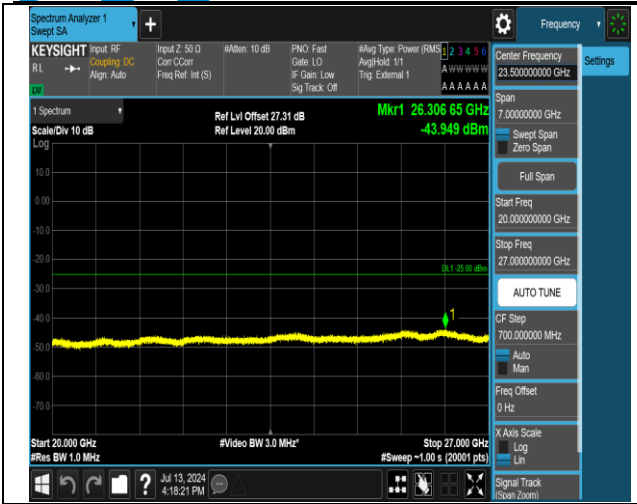 Spectrum Analyzer 1
Swept SA
Frequency
KEYSIGHT
RL
LNI
Input: RF
Coupling: DC
Align: Auto
Input Z: 50 Ω
Corr CCorr
Freq Ref: Int (S)
#Atten: 10 dB
PNO: Fast
Gate: LO
IF Gain: Low
Sig Track: Off
#Avg Type: Power (RMS
Avg|Hold: 1/1
Trig: External 1
1 2 3 4 5 6
A W W W W W
A A A A A A
1 Spectrum
Scale/Div 10 dB
Log
Ref Lvl Offset 27.31 dB
Ref Level 20.00 dBm
Mkr1 26.306 65 GHz
-43.949 dBm
10.0
0.00
-10.0
-20.0
-30.0
-40.0
-50.0
-60.0
-70.0
DL1 -25.00 dBm
1
Start 20.000 GHz
#Res BW 1.0 MHz
#Video BW 3.0 MHz*
Stop 27.000 GHz
#Sweep ~1.00 s (20001 pts)
Jul 13, 2024
4:18:21 PM
Center Frequency
23.500000000 GHz
Span
7.00000000 GHz
Swept Span
Zero Span
Full Span
Start Freq
20.000000000 GHz
Stop Freq
27.000000000 GHz
AUTO TUNE
CF Step
700.000000 MHz
Auto
Man
Freq Offset
0 Hz
X Axis Scale
Log
Lin
Signal Track
(Span Zoom)
Settings